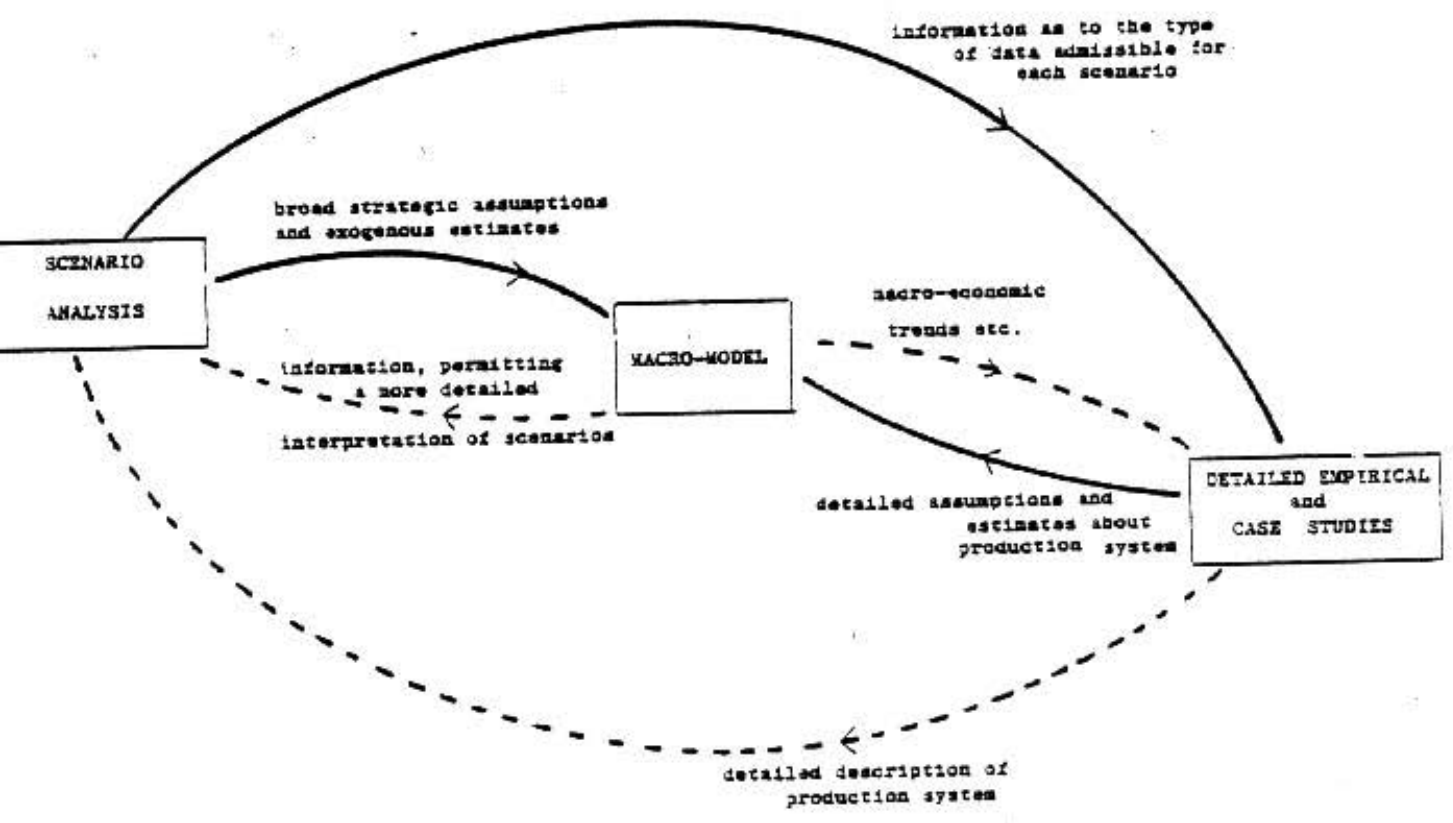 information as to the type
of data admissible for
each scenario
broad strategic assumptions
and exogenous estimates
SCENARIO
ANALYSIS
macro-economic
trends etc.
MACRO-MODEL
information, permitting
a more detailed
interpretation of scenarios
DETAILED EMPIRICAL
and
CASE STUDIES
detailed assumptions and
estimates about
production system
detailed description of
production system